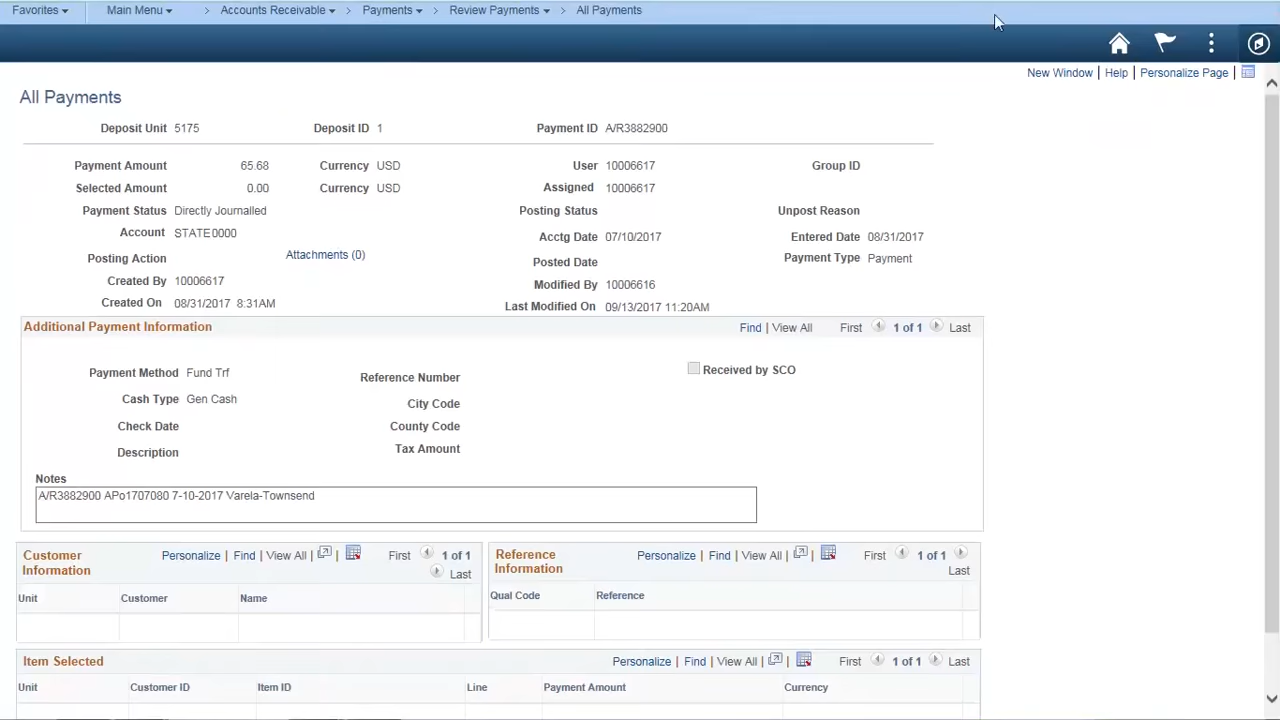 Favorites Main Menu > Accounts Receivable > Payments > Review Payments > All Payments
New Window | Help | Personalize Page |
All Payments
Deposit Unit 5175 Deposit ID 1 Payment ID A/R3882900
Payment Amount 65.68 Currency USD User 10006617 Group ID
Selected Amount 0.00 Currency USD Assigned 10006617
Payment Status Directly Journalled Posting Status Unpost Reason
Account STATE0000 Acctg Date 07/10/2017 Entered Date 08/31/2017
Posting Action Attachments (0) Posted Date Payment Type Payment
Created By 10006617 Modified By 10006616
Created On 08/31/2017 8:31AM Last Modified On 09/13/2017 11:20AM
Additional Payment Information Find | View All First 1 of 1 Last
Payment Method Fund Trf Reference Number Received by SCO
Cash Type Gen Cash City Code
Check Date County Code
Description Tax Amount
Notes
A/R3882900 APo1707080 7-10-2017 Varela-Townsend
Customer Information Personalize | Find | View All | | First 1 of 1 Last
Unit Customer Name
Reference Information Personalize | Find | View All | | First 1 of 1 Last
Qual Code Reference
Item Selected Personalize | Find | View All | | First 1 of 1 Last
Unit Customer ID Item ID Line Payment Amount Currency